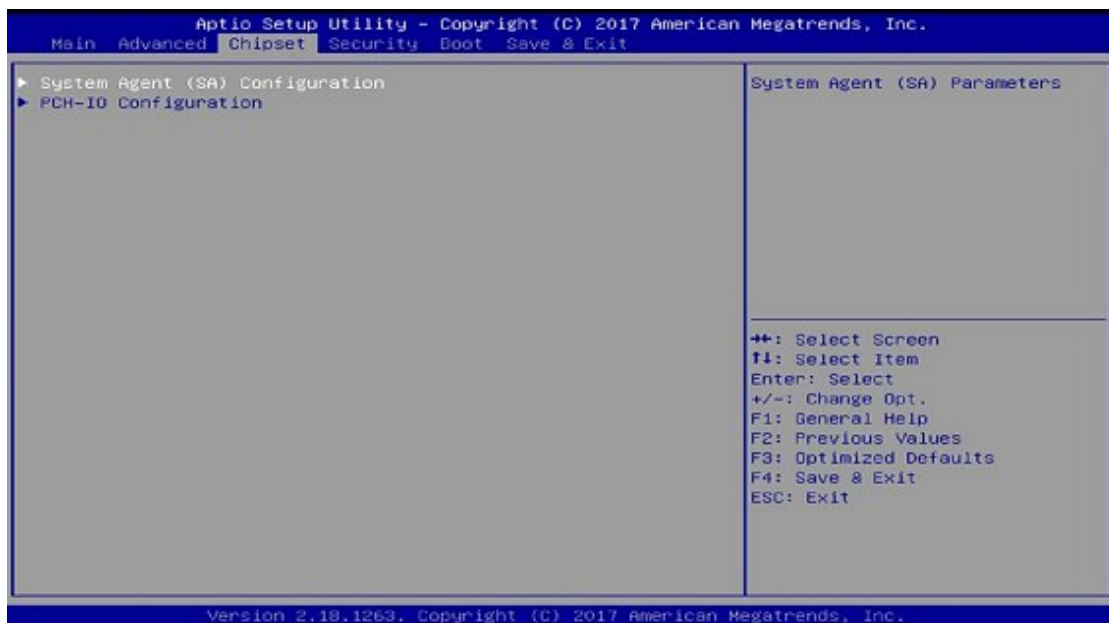 Aptio Setup Utility – Copyright (C) 2017 American Megatrends, Inc.
Main Advanced Chipset Security Boot Save & Exit
▶ System Agent (SA) Configuration
▶ PCH-IO Configuration
System Agent (SA) Parameters
→←: Select Screen
↑↓: Select Item
Enter: Select
+/-: Change Opt.
F1: General Help
F2: Previous Values
F3: Optimized Defaults
F4: Save & Exit
ESC: Exit
Version 2.18.1263. Copyright (C) 2017 American Megatrends, Inc.